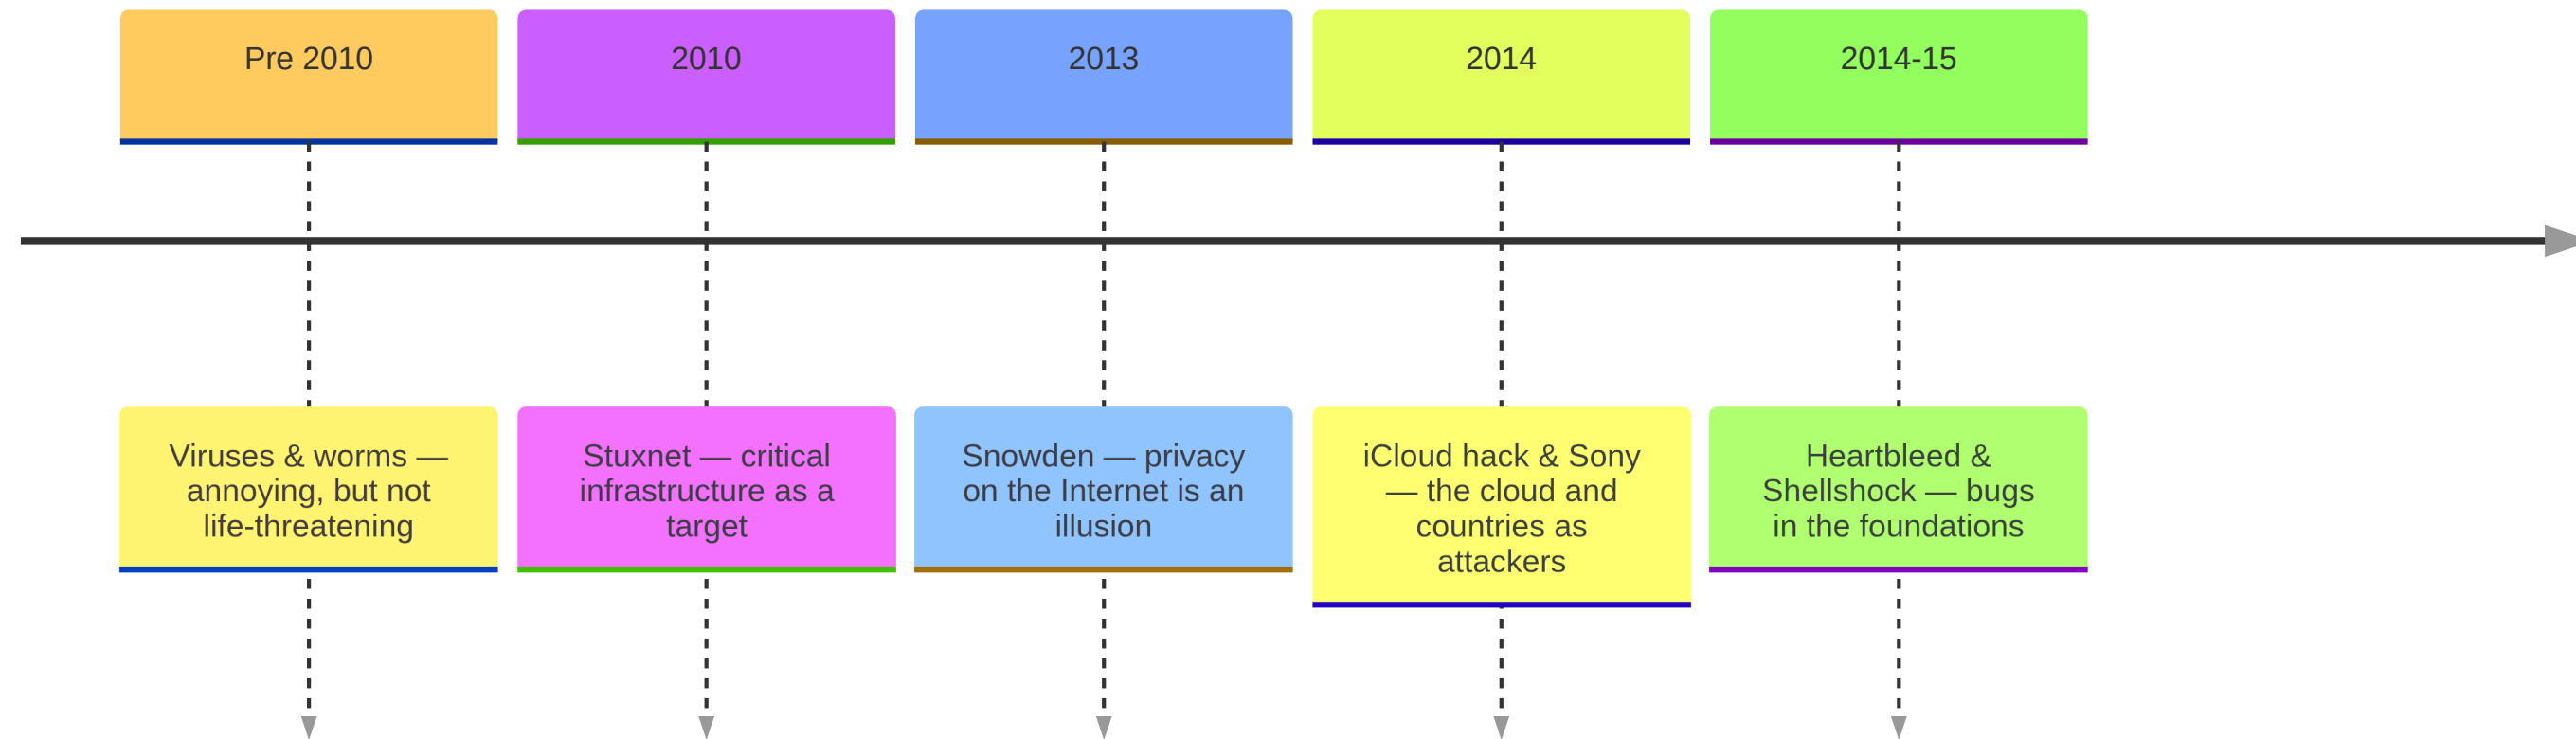 Pre 2010
2010
2013
2014
2014-15
Viruses & worms —
annoying, but not
life-threatening
Stuxnet — critical
infrastructure as a
target
Snowden — privacy
on the Internet is an
illusion
iCloud hack & Sony
— the cloud and
countries as
attackers
Heartbleed &
Shellshock — bugs
in the foundations